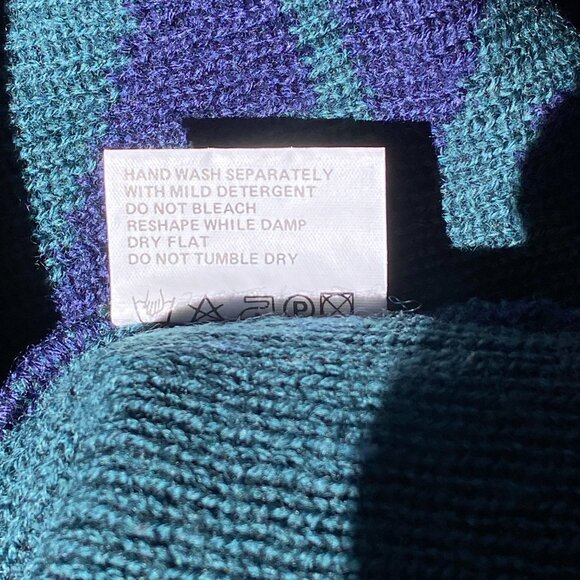 HAND WASH SEPARATELY
WITH MILD DETERGENT
DO NOT BLEACH
RESHAPE WHILE DAMP
DRY FLAT
DO NOT TUMBLE DRY
P